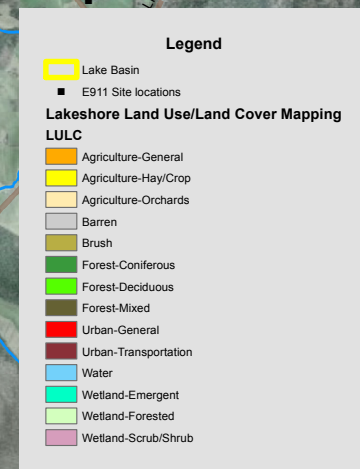 Legend
Lake Basin
E911 Site locations
Lakeshore Land Use/Land Cover Mapping
LULC
Agriculture-General
Agriculture-Hay/Crop
Agriculture-Orchards
Barren
Brush
Forest-Coniferous
Forest-Deciduous
Forest-Mixed
Urban-General
Urban-Transportation
Water
Wetland-Emergent
Wetland-Forested
Wetland-Scrub/Shrub